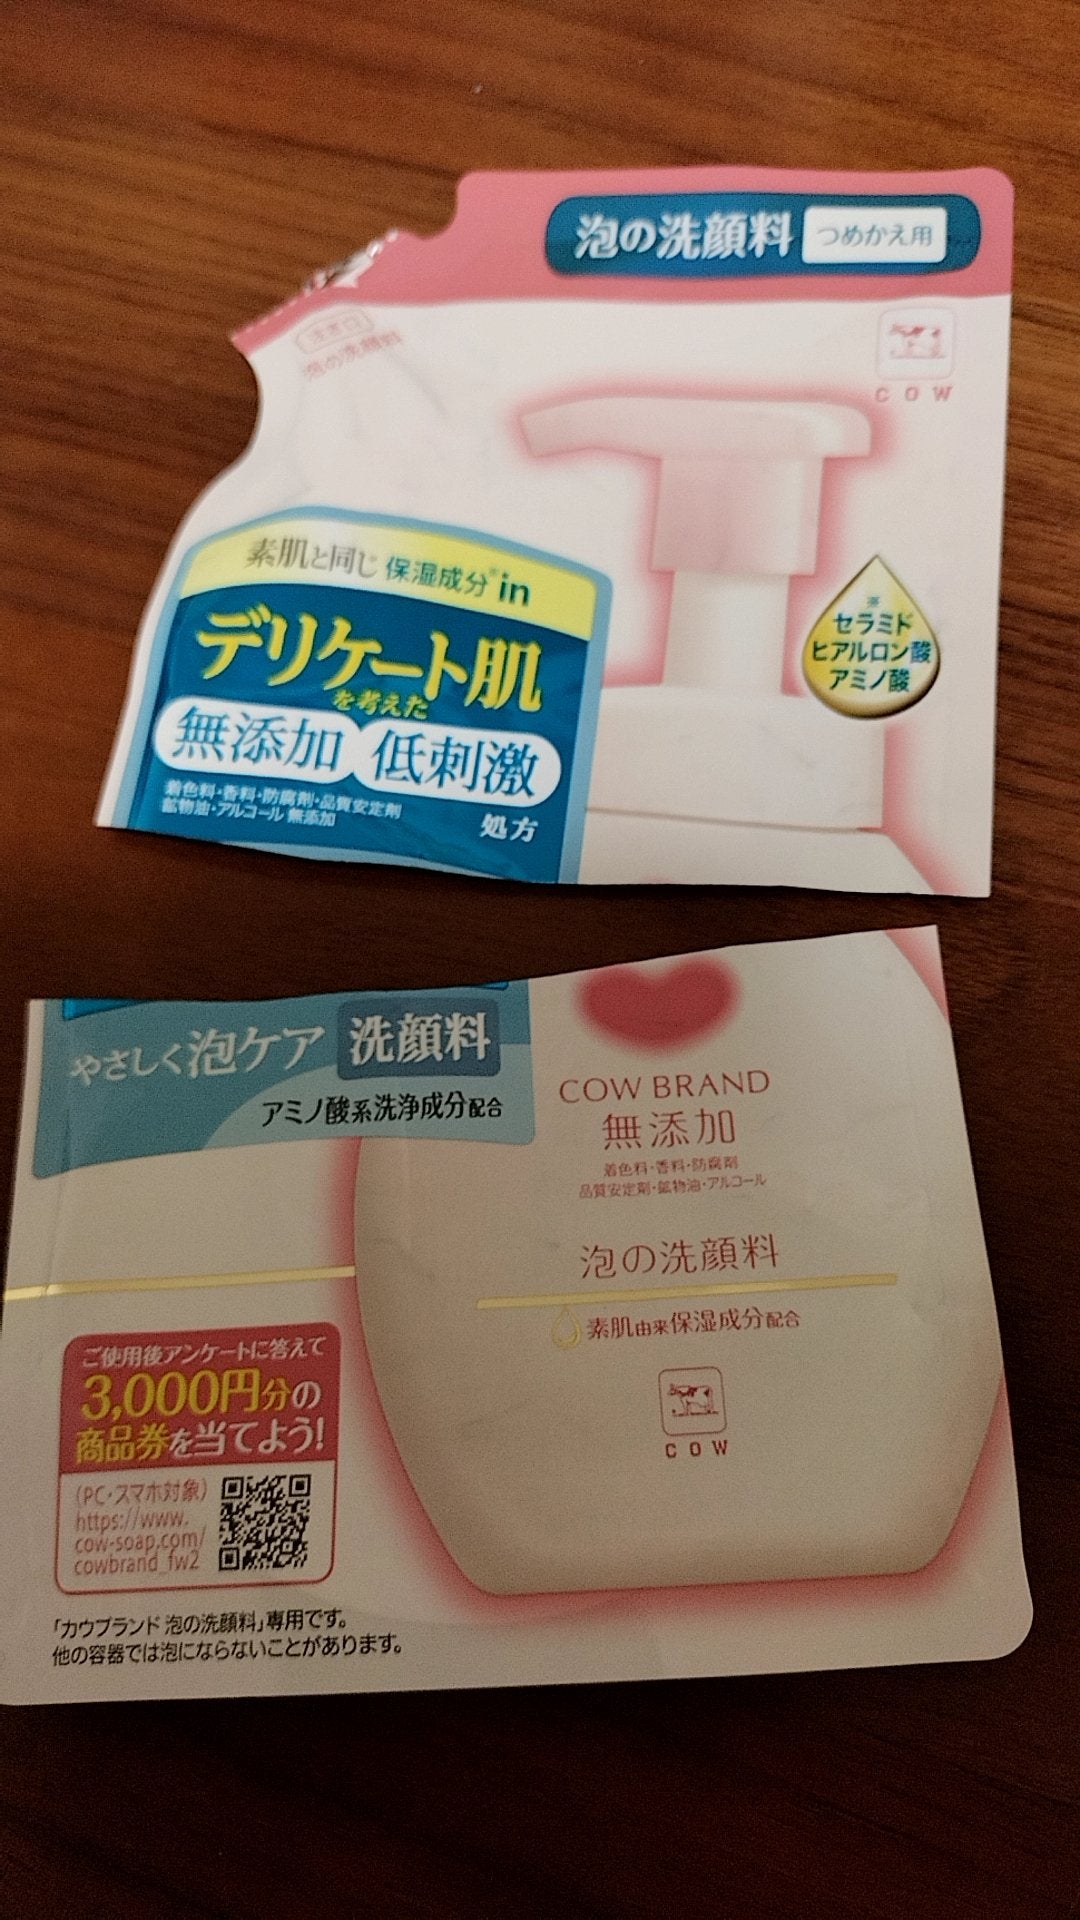 泡の洗顔料 つめかえ用
注ぎ口
泡の洗顔料
COW
素肌と同じ保湿成分※in
デリケート肌
を考えた
無添加 低刺激
着色料・香料・防腐剤・品質安定剤
鉱物油・アルコール 無添加
処方
※
セラミド
ヒアルロン酸
アミノ酸
やさしく泡ケア 洗顔料
アミノ酸系洗浄成分配合
COW BRAND
無添加
着色料・香料・防腐剤
品質安定剤・鉱物油・アルコール
泡の洗顔料
素肌由来保湿成分配合
COW
ご使用後アンケートに答えて
3,000円分の
商品券を当てよう!
(PC・スマホ対象)
https://www.
cow-soap.com/
cowbrand_fw2
「カウブランド 泡の洗顔料」専用です。
他の容器では泡にならないことがあります。